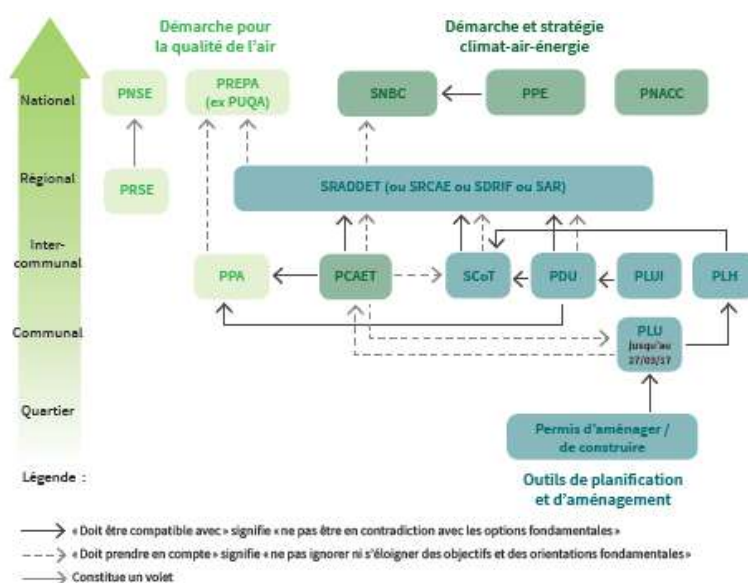 Démarche pour
la qualité de l'air
Démarche et stratégie
climat-air-énergie
National
PNSE
PREPA
(ex PUQA)
SNBC
PPE
PNACC
Régional
PRSE
SRADDET (ou SRCAE ou SDRIF ou SAR)
Inter-
communal
PPA
PCAET
SCoT
PDU
PLUI
PLH
Communal
PLU
Jusqu'au
27/03/17
Quartier
Permis d'aménager /
de construire
Légende :
Outils de planification
et d'aménagement
« Doit être compatible avec » signifie « ne pas être en contradiction avec les options fondamentales »
« Doit prendre en compte » signifie « ne pas ignorer ni s'éloigner des objectifs et des orientations fondamentales »
Constitue un volet